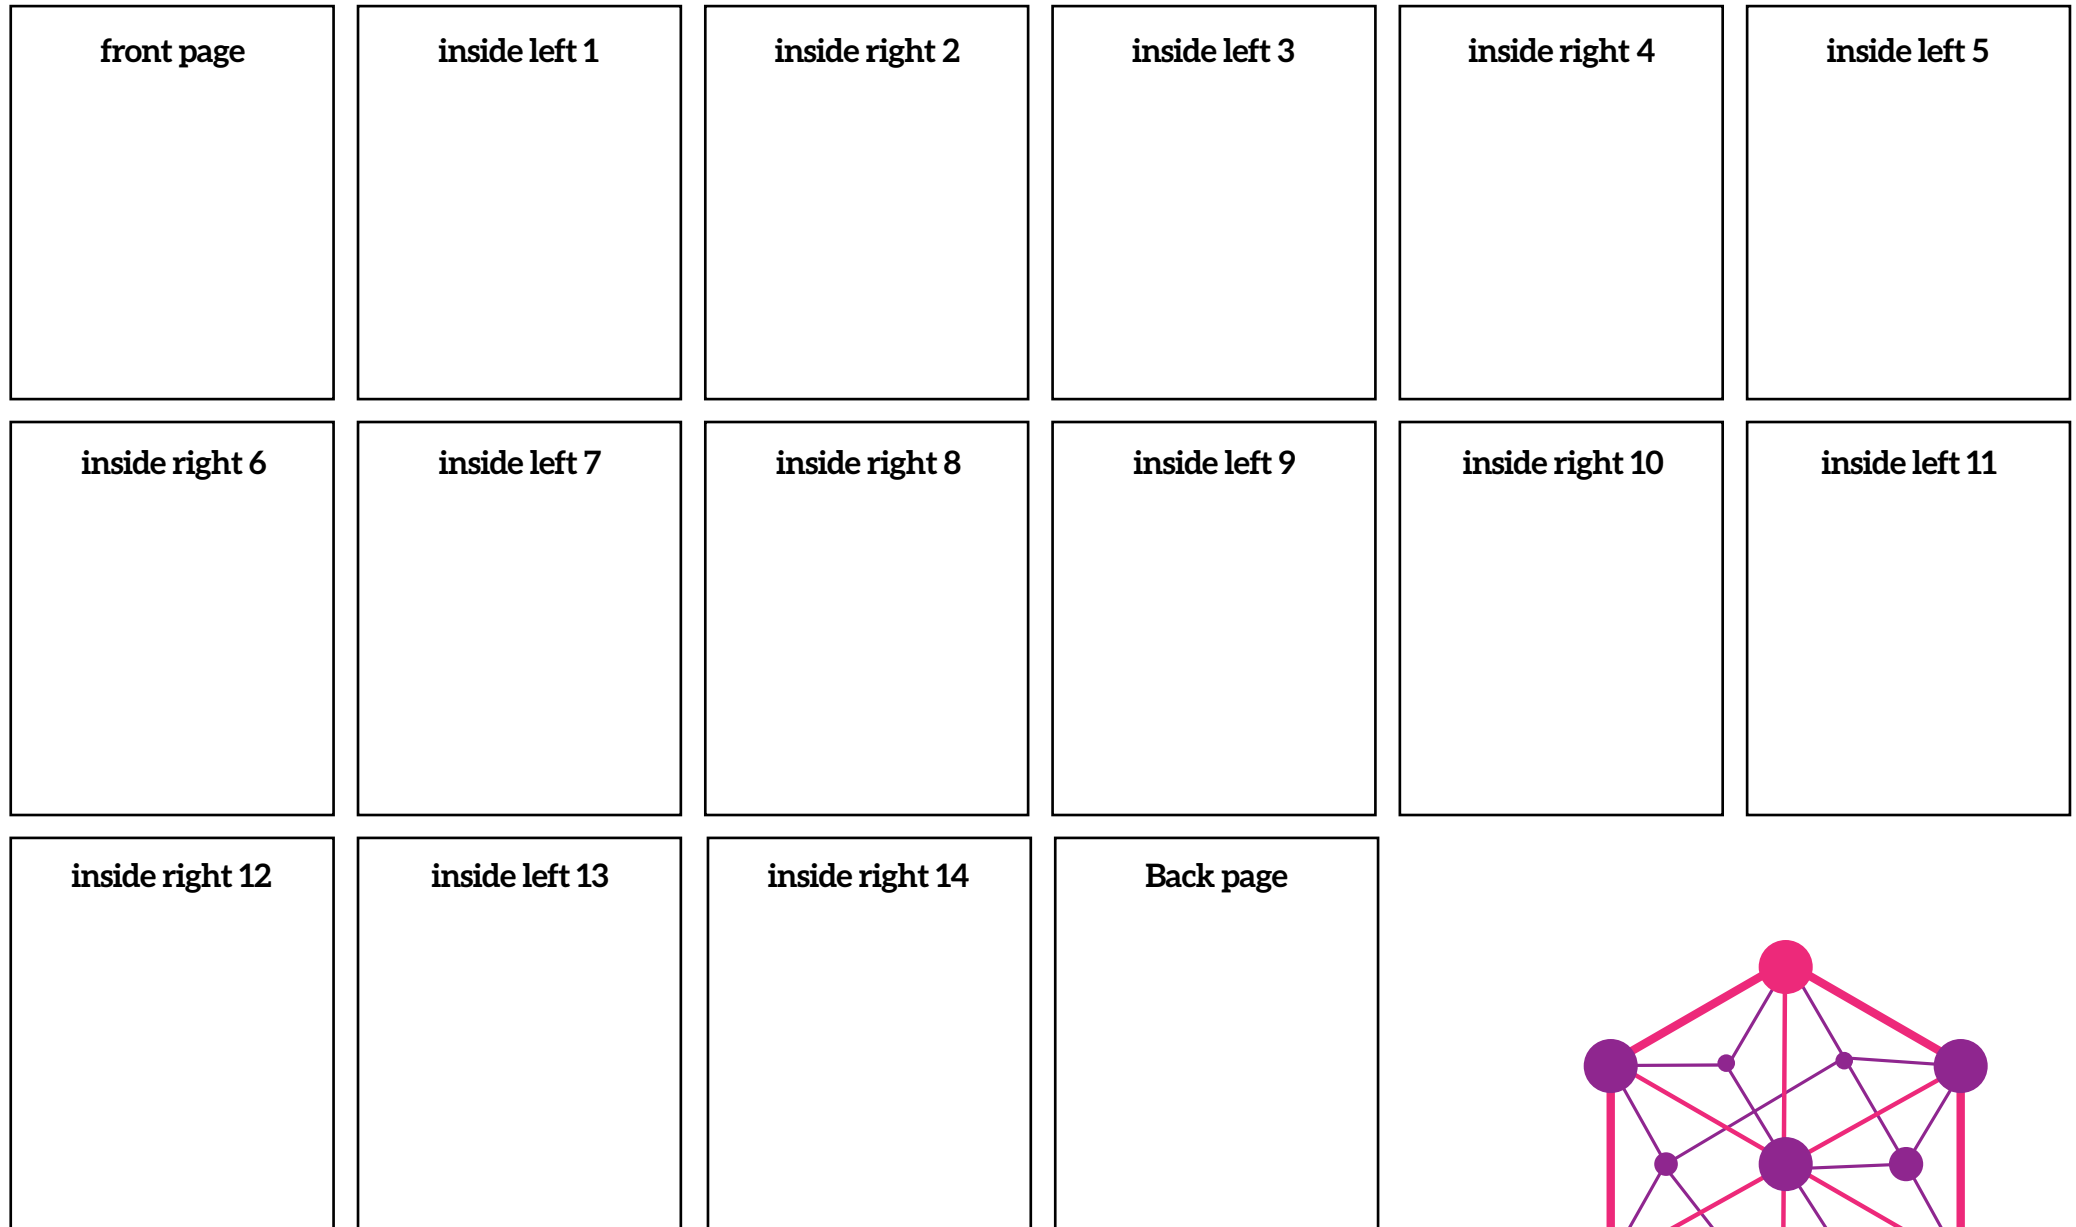 front page
inside left 1
inside right 2
inside left 3
inside right 4
inside left 5
inside right 6
inside left 7
inside right 8
inside left 9
inside right 10
inside left 11
inside right 12
inside left 13
inside right 14
Back page